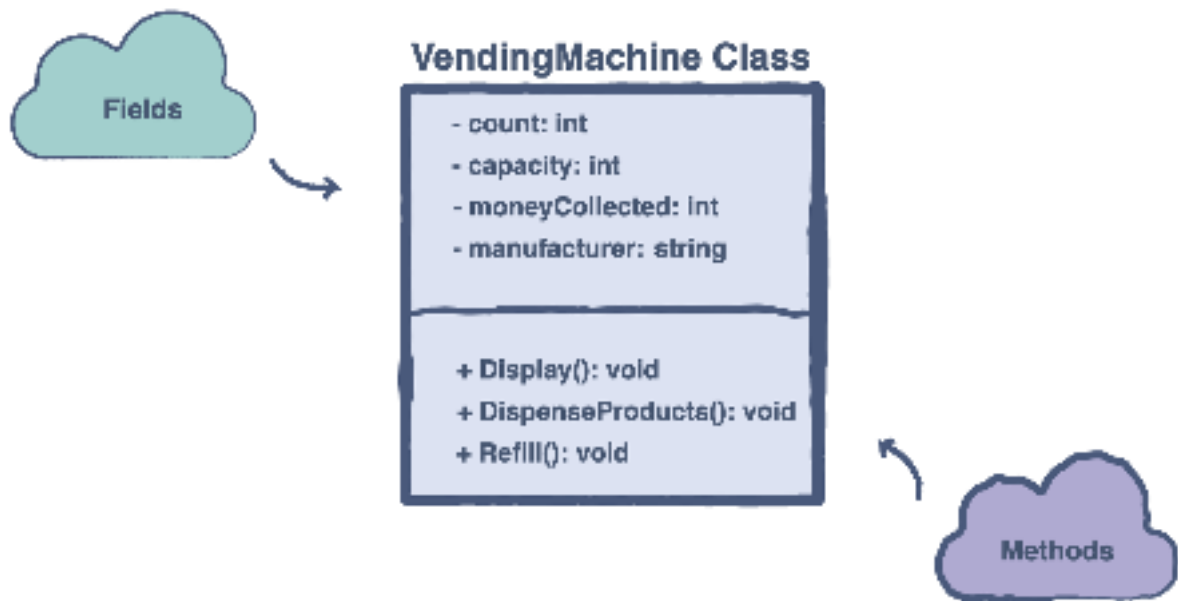 VendingMachine Class
Fields
- count: int
- capacity: int
- moneyCollected: int
- manufacturer: string
+ Display(): void
+ DispenseProducts(): void
+ Refill(): void
Methods